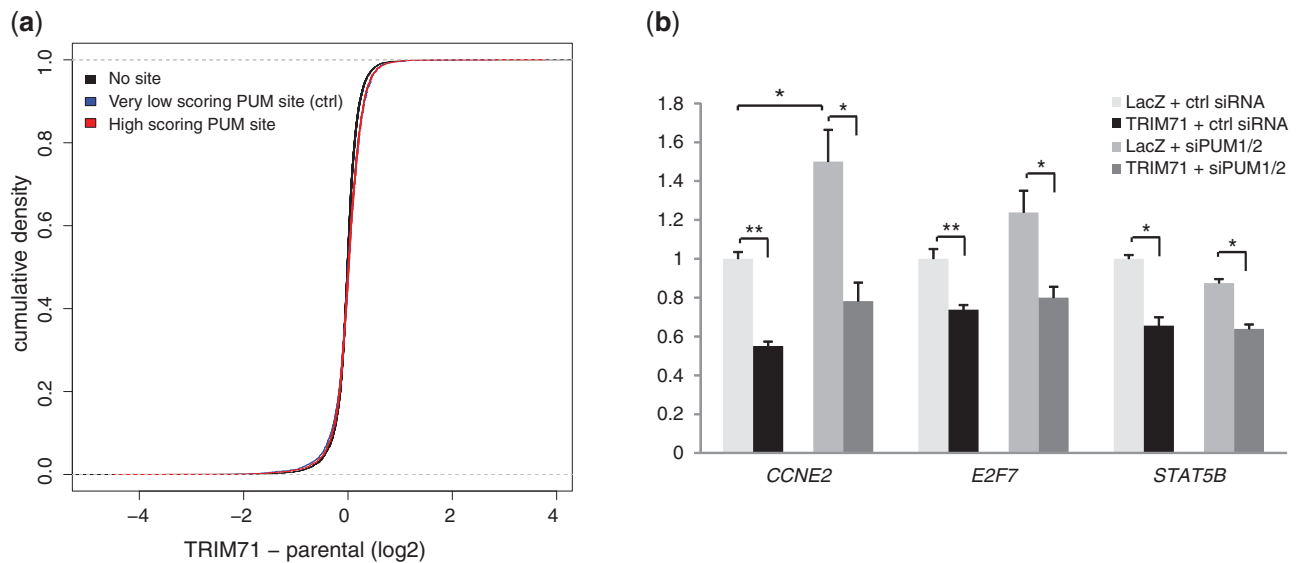 (a)
1.0
0.8
0.6
0.4
0.2
0.0
cumulative density
No site
Very low scoring PUM site (ctrl)
High scoring PUM site
−4
−2
0
2
4
TRIM71 − parental (log2)
(b)
1.8
1.6
1.4
1.2
1
0.8
0.6
0.4
0.2
0
LacZ + ctrl siRNA
TRIM71 + ctrl siRNA
LacZ + siPUM1/2
TRIM71 + siPUM1/2
*
*
**
*
**
*
*
CCNE2
E2F7
STAT5B